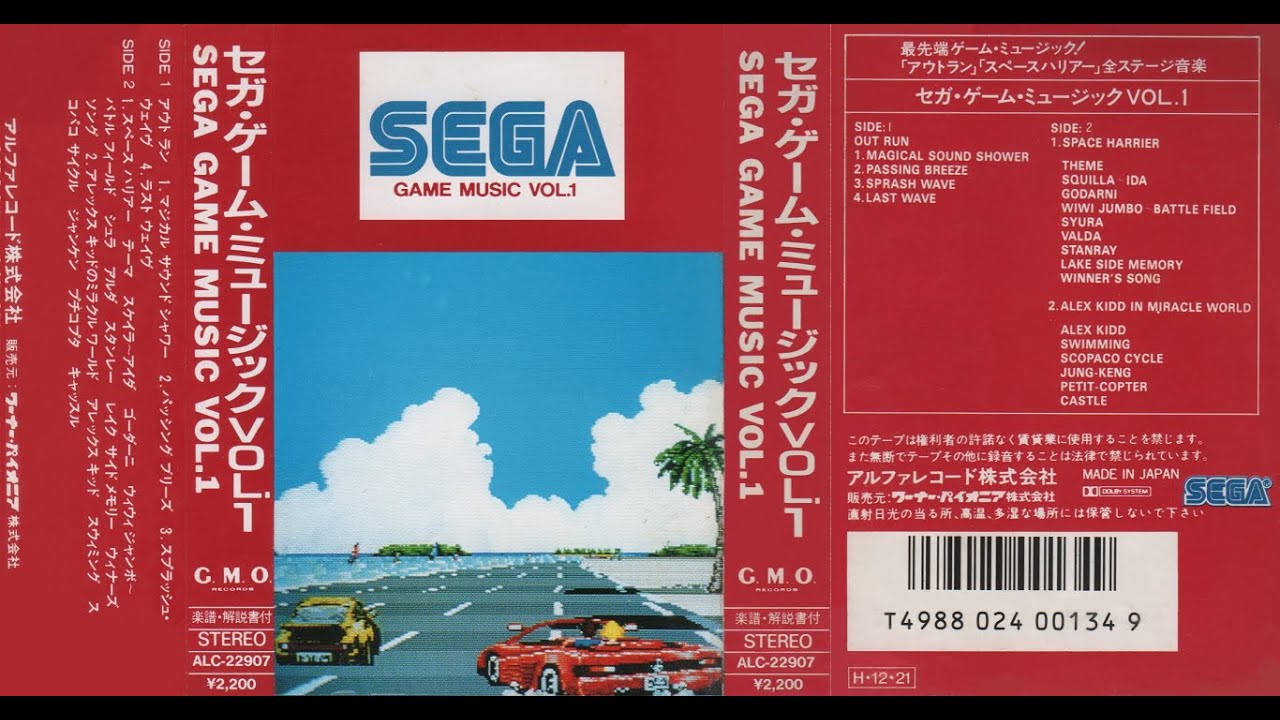 アルファレコード株式会社 販売元:ワーナー・パイオニア株式会社
SIDE 1 アウト ラン 1.マジカル サウンド シャワー 2.パッシング ブリーズ 3.スプラッシュ・
ウェイヴ 4.ラスト ウェイヴ
SIDE 2 1.スペース ハリアー テーマ スケイラ~アイダ ゴーダーニ ウィウィ ジャンボ~
バトル フィールド シュラ アルダ スタンレー レイク サイド メモリー ウィナーズ
ソング 2.アレックス キッドのミラクル ワールド アレックス キッド スウィミング ス
コパコ サイクル ジャンケン プチコプタ キャッスル
セガ・ゲーム・ミュージックVOL.1
SEGA GAME MUSIC VOL.1
G.M.O.
RECORDS
楽譜・解説書付
STEREO
ALC-22907
¥2,200
SEGA
GAME MUSIC VOL.1
セガ・ゲーム・ミュージックVOL.1
SEGA GAME MUSIC VOL.1
G.M.O.
RECORDS
楽譜・解説書付
STEREO
ALC-22907
¥2,200
最先端ゲーム・ミュージック!
「アウトラン」「スペースハリアー」全ステージ音楽
セガ・ゲーム・ミュージックVOL.1
SIDE:1
OUT RUN
1.MAGICAL SOUND SHOWER
2.PASSING BREEZE
3.SPRASH WAVE
4.LAST WAVE
SIDE:2
1.SPACE HARRIER
THEME
SQUILLA~IDA
GODARNI
WIWI JUMBO~BATTLE FIELD
SYURA
VALDA
STANRAY
LAKE SIDE MEMORY
WINNER'S SONG
2.ALEX KIDD IN MIRACLE WORLD
ALEX KIDD
SWIMMING
SCOPACO CYCLE
JUNG-KENG
PETIT-COPTER
CASTLE
このテープは権利者の許諾なく賃貸業に使用することを禁じます。
また無断でテープその他に録音することは法律で禁じられています。
アルファレコード株式会社 MADE IN JAPAN
販売元:ワーナー・パイオニア株式会社 DOLBY SYSTEM
直射日光の当る所、高温、多湿な場所には保管しないで下さい
SEGA
T4988 024 00134 9
H・12・21